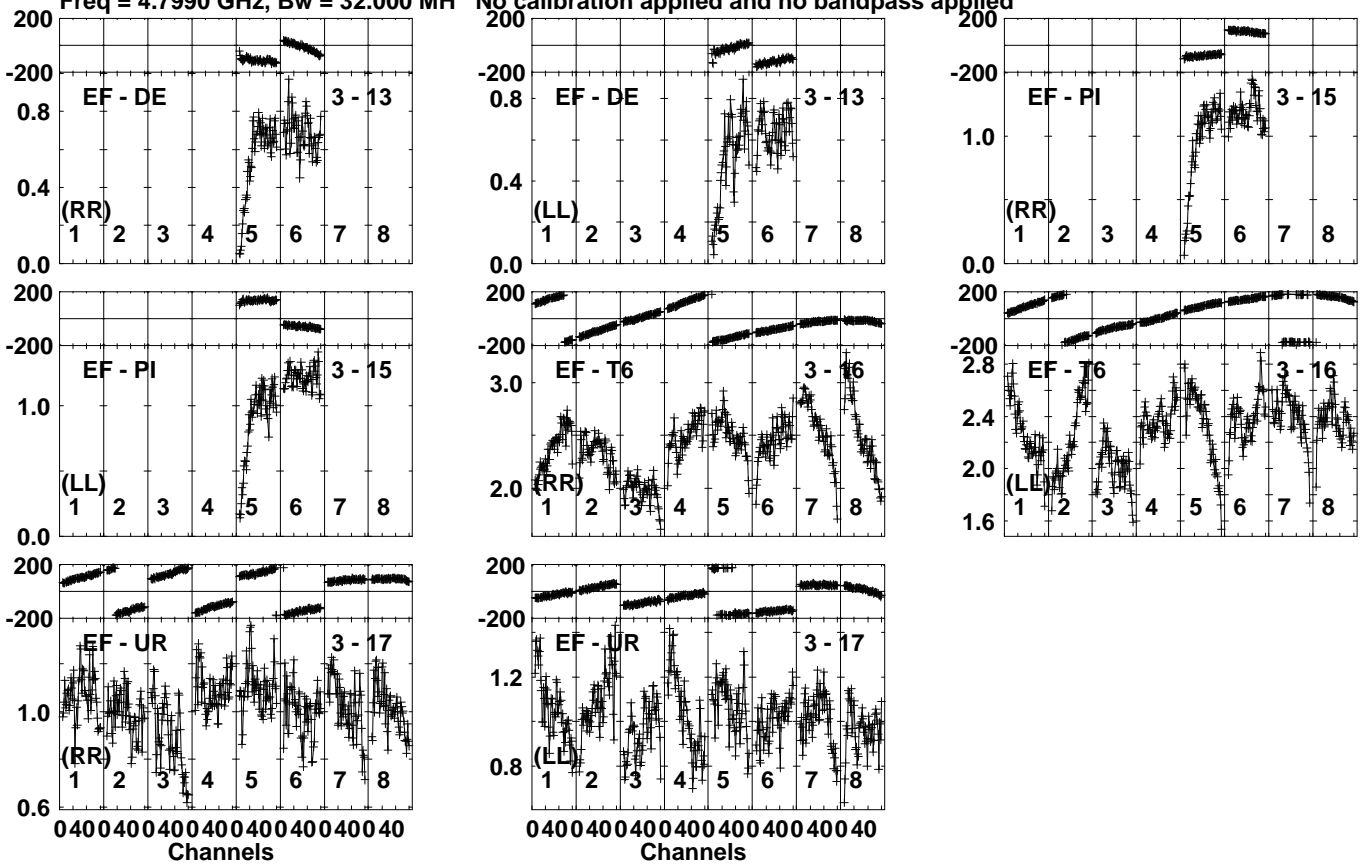 Freq = 4.7990 GHz, Bw = 32.000 MH No calibration applied and no bandpass applied
200
-200
EF - DE 3 - 13
0.8
0.4
(RR)
1 2 3 4 5 6 7 8
0.0
200
-200
EF - DE 3 - 13
0.8
0.4
(LL)
1 2 3 4 5 6 7 8
0.0
200
-200
EF - PI 3 - 15
1.0
(RR)
1 2 3 4 5 6 7 8
0.0
200
-200
EF - PI 3 - 15
1.0
(LL)
1 2 3 4 5 6 7 8
0.0
200
-200
EF - T6 3 - 16
3.0
2.0
(RR)
1 2 3 4 5 6 7 8
200
-200
2.8
EF - T6 3 - 16
2.4
2.0
(LL)
1 2 3 4 5 6 7 8
1.6
200
-200
EF - UR 3 - 17
1.0
(RR)
1 2 3 4 5 6 7 8
0.6
0 40 0 40 0 40 0 40 0 40 0 40 0 40 0 40
Channels
200
-200
EF - UR 3 - 17
1.2
(LL)
0.8
1 2 3 4 5 6 7 8
0 40 0 40 0 40 0 40 0 40 0 40 0 40 0 40
Channels